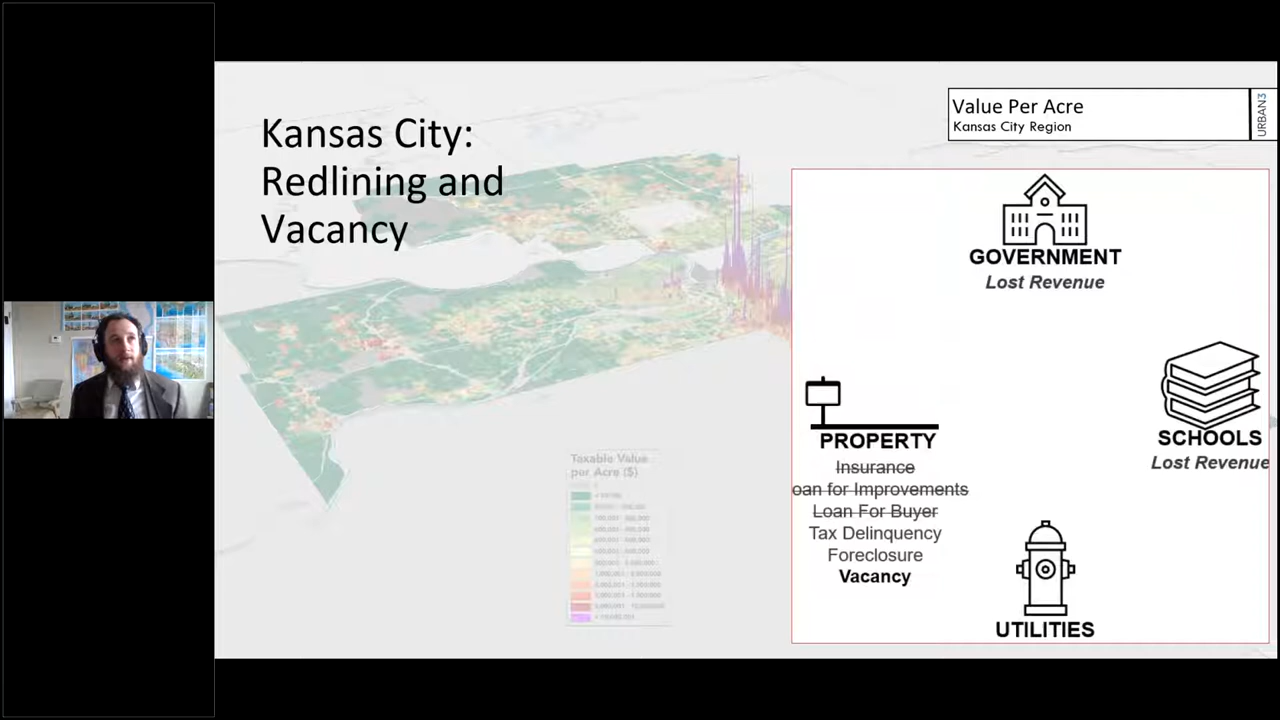 Kansas City:
Redlining and
Vacancy
Value Per Acre
Kansas City Region
URBAN3
GOVERNMENT
Lost Revenue
SCHOOLS
Lost Revenue
PROPERTY
Insurance
oan for Improvements
Loan For Buyer
Tax Delinquency
Foreclosure
Vacancy
UTILITIES
Taxable Value
per Acre ($)